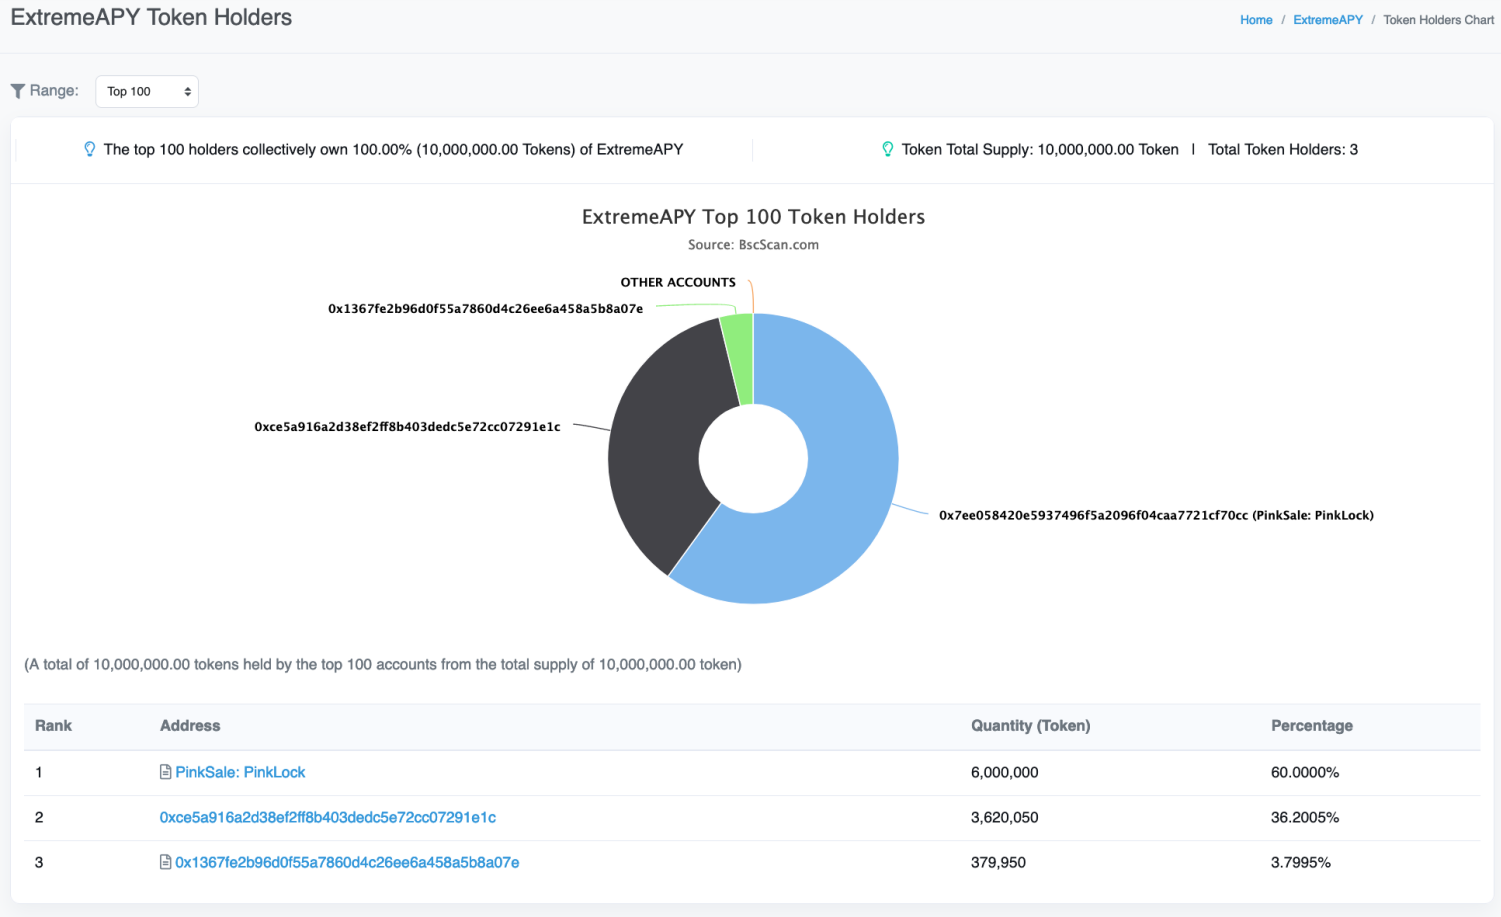 ExtremeAPY Token Holders
Home / ExtremeAPY / Token Holders Chart
Range: Top 100
The top 100 holders collectively own 100.00% (10,000,000.00 Tokens) of ExtremeAPY
Token Total Supply: 10,000,000.00 Token | Total Token Holders: 3
ExtremeAPY Top 100 Token Holders
Source: BscScan.com
OTHER ACCOUNTS
0x1367fe2b96d0f55a7860d4c26ee6a458a5b8a07e
0xce5a916a2d38ef2ff8b403dedc5e72cc07291e1c
0x7ee058420e5937496f5a2096f04caa7721cf70cc (PinkSale: PinkLock)
(A total of 10,000,000.00 tokens held by the top 100 accounts from the total supply of 10,000,000.00 token)
Rank Address Quantity (Token) Percentage
1 PinkSale: PinkLock 6,000,000 60.0000%
2 0xce5a916a2d38ef2ff8b403dedc5e72cc07291e1c 3,620,050 36.2005%
3 0x1367fe2b96d0f55a7860d4c26ee6a458a5b8a07e 379,950 3.7995%